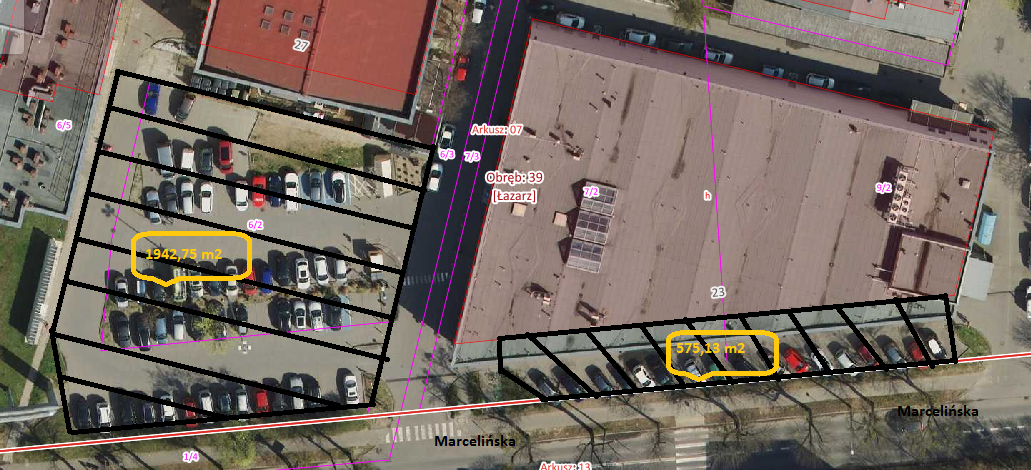 27
6/5
Arkusz: 07
6/3
7/3
Obręb: 39
[Łazarz]
7/2
9/2
h
6/2
1942,75 m2
23
575,13 m2
Marcelińska
Marcelińska
1/4
Arkusz: 13